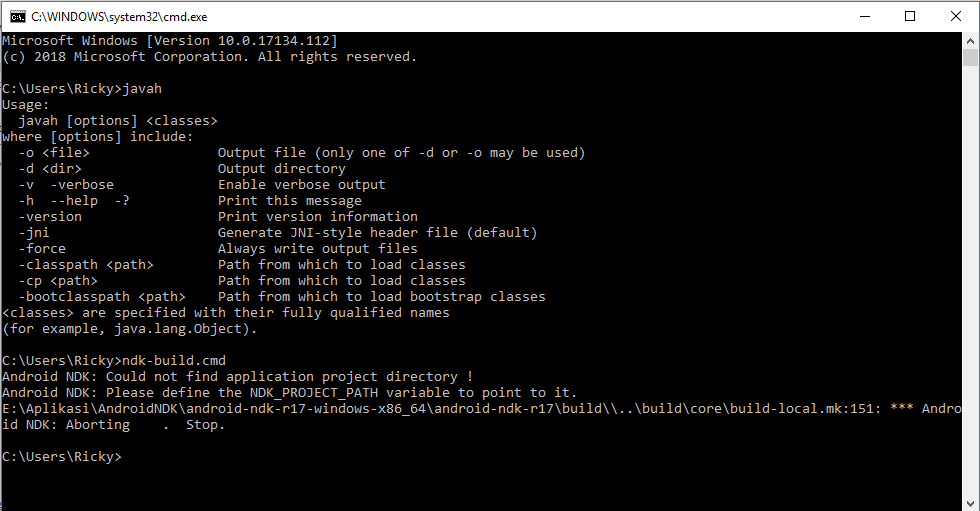 C:\WINDOWS\system32\cmd.exe
Microsoft Windows [Version 10.0.17134.112]
(c) 2018 Microsoft Corporation. All rights reserved.
C:\Users\Ricky>javah
Usage:
  javah [options] <classes>
where [options] include:
  -o <file>                Output file (only one of -d or -o may be used)
  -d <dir>                 Output directory
  -v  -verbose             Enable verbose output
  -h  --help  -?           Print this message
  -version                 Print version information
  -jni                     Generate JNI-style header file (default)
  -force                   Always write output files
  -classpath <path>        Path from which to load classes
  -cp <path>               Path from which to load classes
  -bootclasspath <path>    Path from which to load bootstrap classes
<classes> are specified with their fully qualified names
(for example, java.lang.Object).
C:\Users\Ricky>ndk-build.cmd
Android NDK: Could not find application project directory !
Android NDK: Please define the NDK_PROJECT_PATH variable to point to it.
E:\Aplikasi\AndroidNDK\android-ndk-r17-windows-x86_64\android-ndk-r17\build\\..\build\core\build-local.mk:151: *** Andro
id NDK: Aborting    .  Stop.
C:\Users\Ricky>